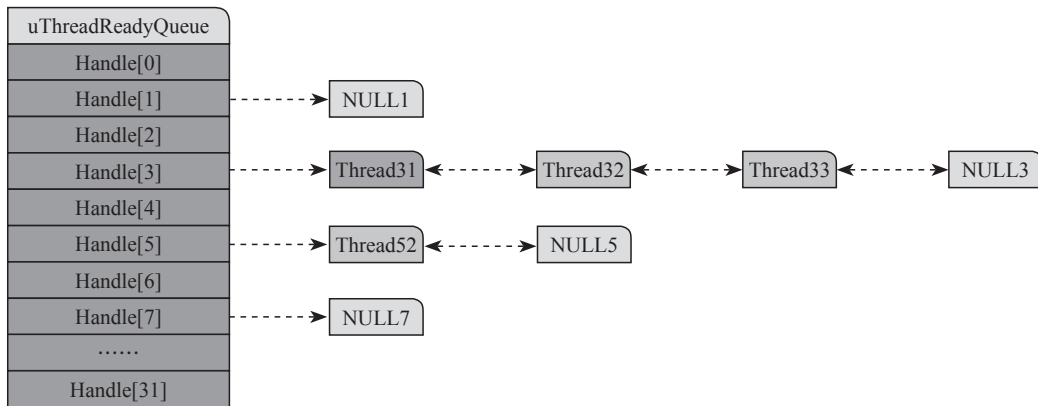 uThreadReadyQueue
Handle[0]
Handle[1] NULL1
Handle[2]
Handle[3] Thread31 Thread32 Thread33 NULL3
Handle[4]
Handle[5] Thread52 NULL5
Handle[6]
Handle[7] NULL7
……
Handle[31]